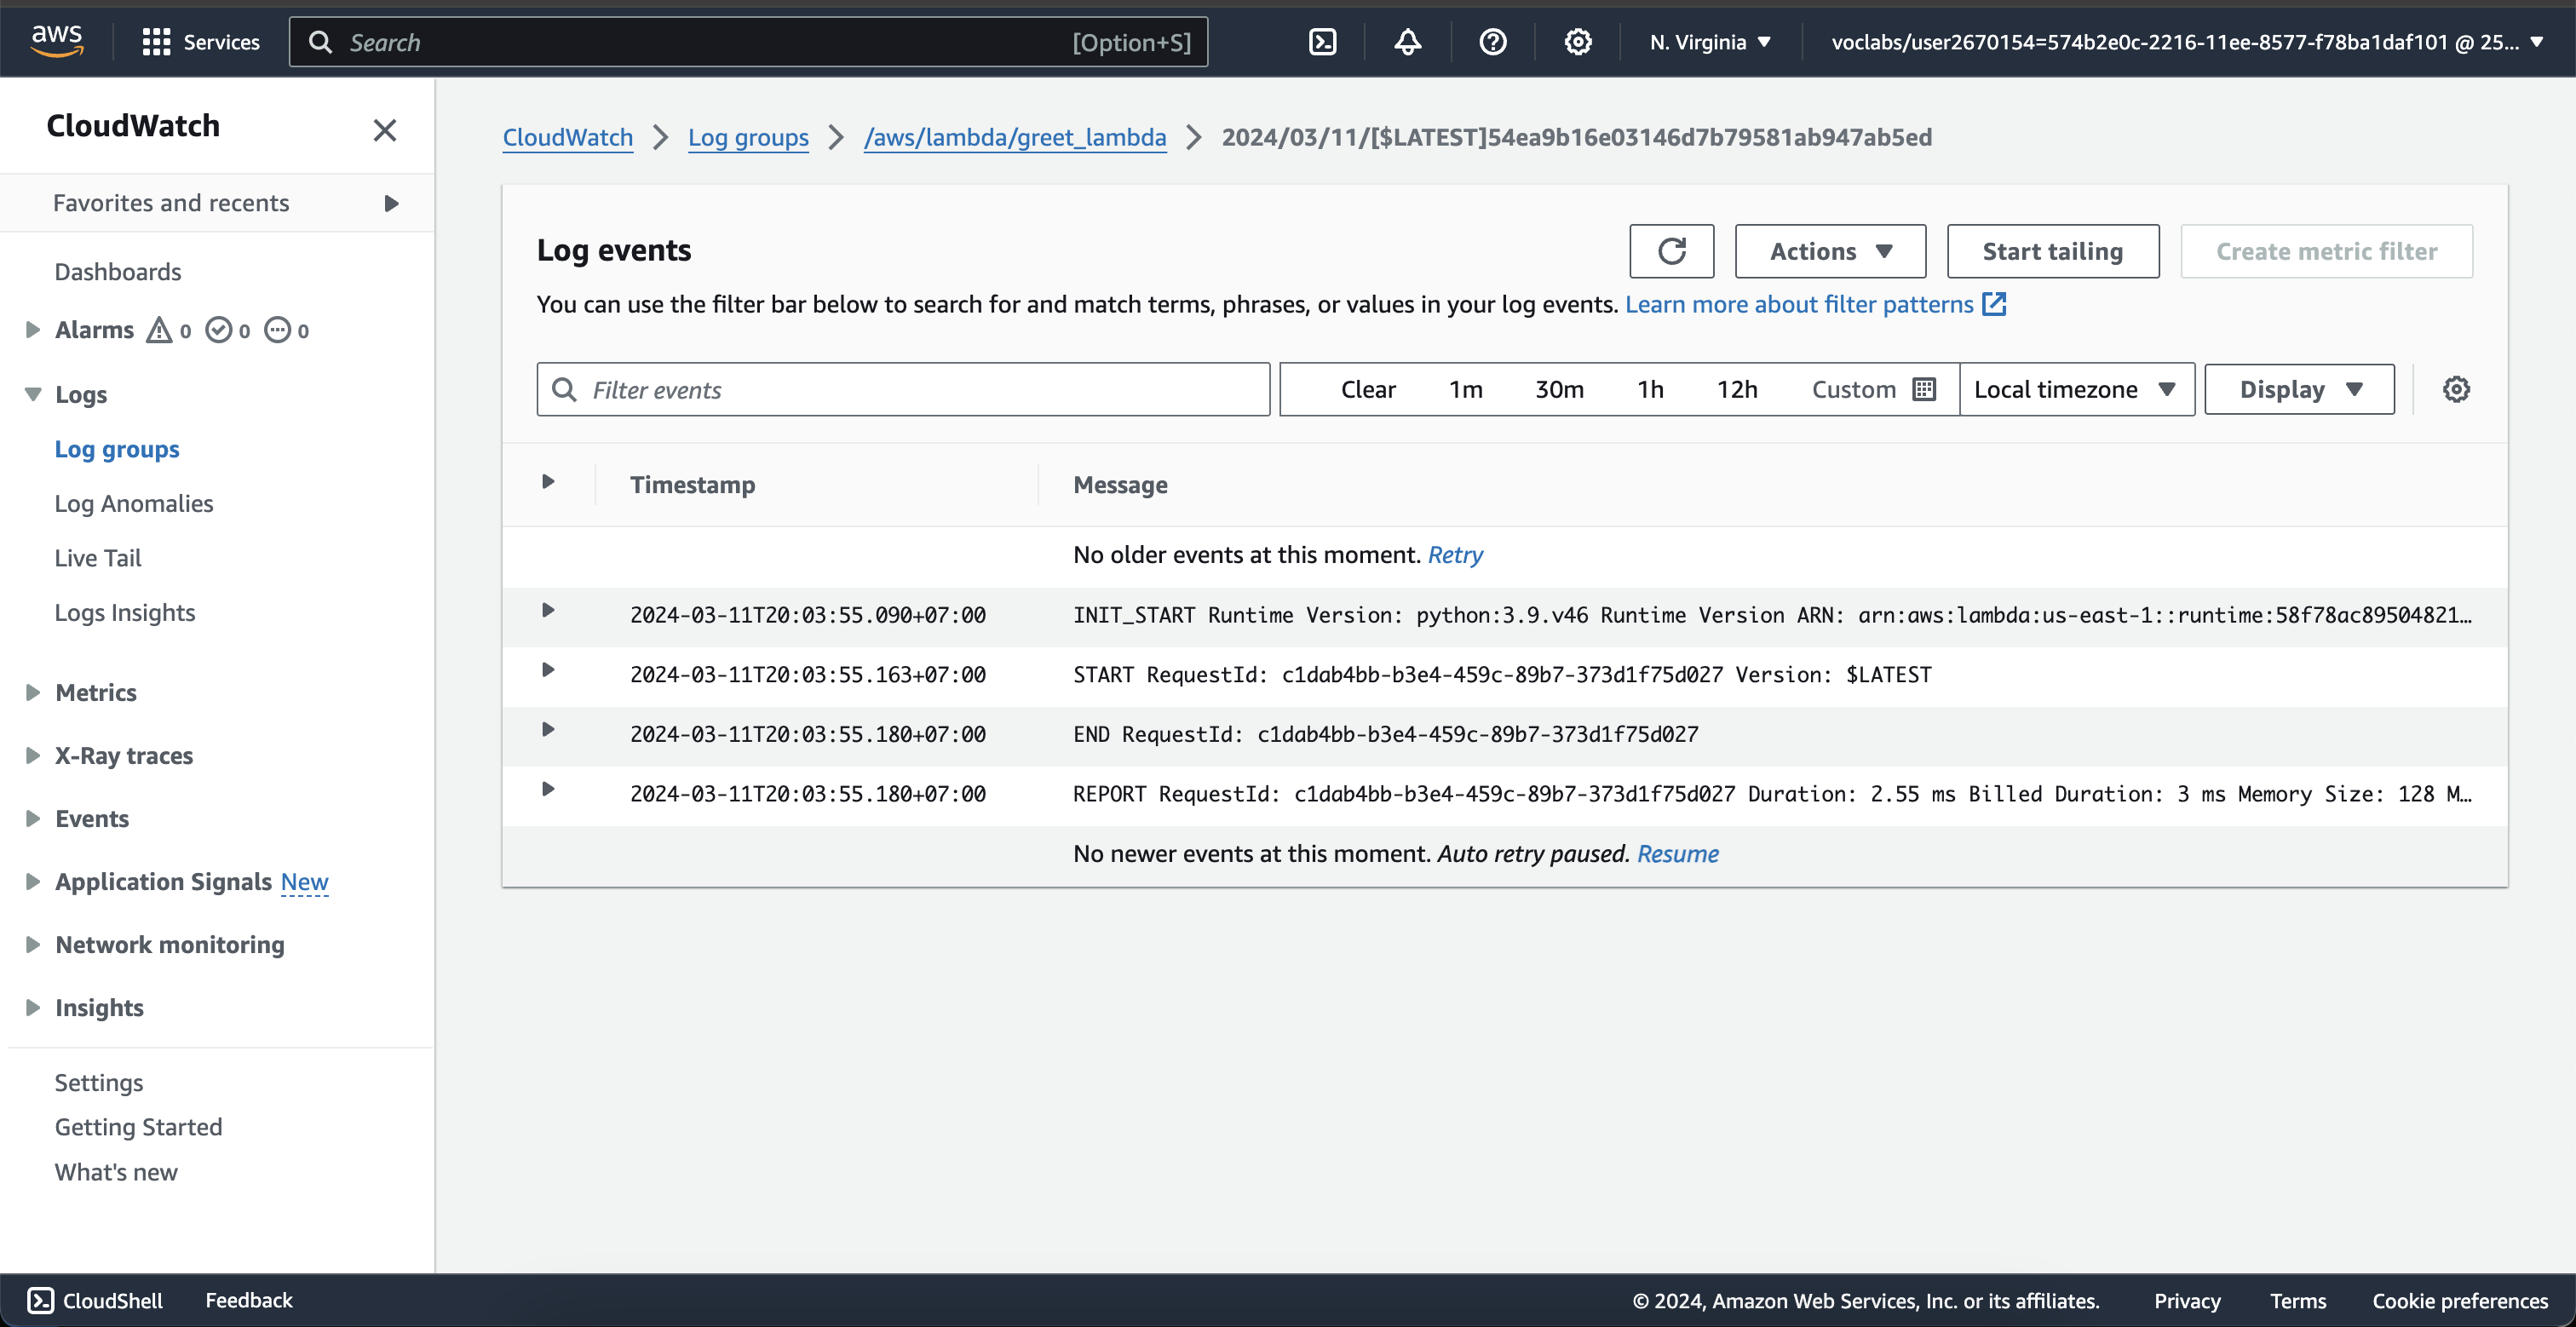 aws Services Search [Option+S] N. Virginia voclabs/user2670154=574b2e0c-2216-11ee-8577-f78ba1daf101 @ 25...
CloudWatch
Favorites and recents
Dashboards
Alarms 0 0 0
Logs
Log groups
Log Anomalies
Live Tail
Logs Insights
Metrics
X-Ray traces
Events
Application Signals New
Network monitoring
Insights
Settings
Getting Started
What's new
CloudWatch Log groups /aws/lambda/greet_lambda 2024/03/11/[$LATEST]54ea9b16e03146d7b79581ab947ab5ed
Log events
Actions Start tailing Create metric filter
You can use the filter bar below to search for and match terms, phrases, or values in your log events. Learn more about filter patterns
Filter events Clear 1m 30m 1h 12h Custom Local timezone Display
Timestamp Message
No older events at this moment. Retry
2024-03-11T20:03:55.090+07:00 INIT_START Runtime Version: python:3.9.v46 Runtime Version ARN: arn:aws:lambda:us-east-1::runtime:58f78ac89504821…
2024-03-11T20:03:55.163+07:00 START RequestId: c1dab4bb-b3e4-459c-89b7-373d1f75d027 Version: $LATEST
2024-03-11T20:03:55.180+07:00 END RequestId: c1dab4bb-b3e4-459c-89b7-373d1f75d027
2024-03-11T20:03:55.180+07:00 REPORT RequestId: c1dab4bb-b3e4-459c-89b7-373d1f75d027 Duration: 2.55 ms Billed Duration: 3 ms Memory Size: 128 M…
No newer events at this moment. Auto retry paused. Resume
CloudShell Feedback © 2024, Amazon Web Services, Inc. or its affiliates. Privacy Terms Cookie preferences